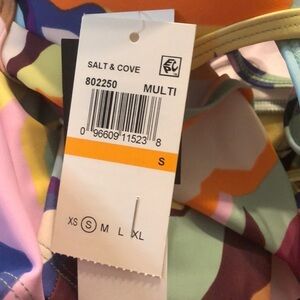 SALT & COVE
802250 MULTI
0 96609 11523 8
S
XS S M L XL